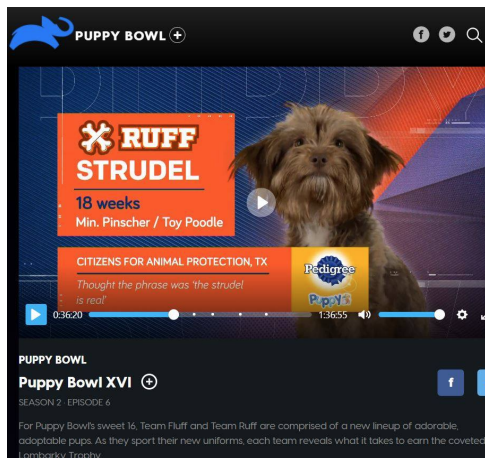 PUPPY BOWL
RUFF
STRUDEL
18 weeks
Min. Pinscher / Toy Poodle
CITIZENS FOR ANIMAL PROTECTION, TX
Thought the phrase was 'the strudel
is real'
Pedigree
PUPPY
0:36:20
1:36:55
PUPPY BOWL
Puppy Bowl XVI
SEASON 2 · EPISODE 6
For Puppy Bowl's sweet 16, Team Fluff and Team Ruff are comprised of a new lineup of adorable,
adoptable pups. As they sport their new uniforms, each team reveals what it takes to earn the coveted
Lombarky Trophy